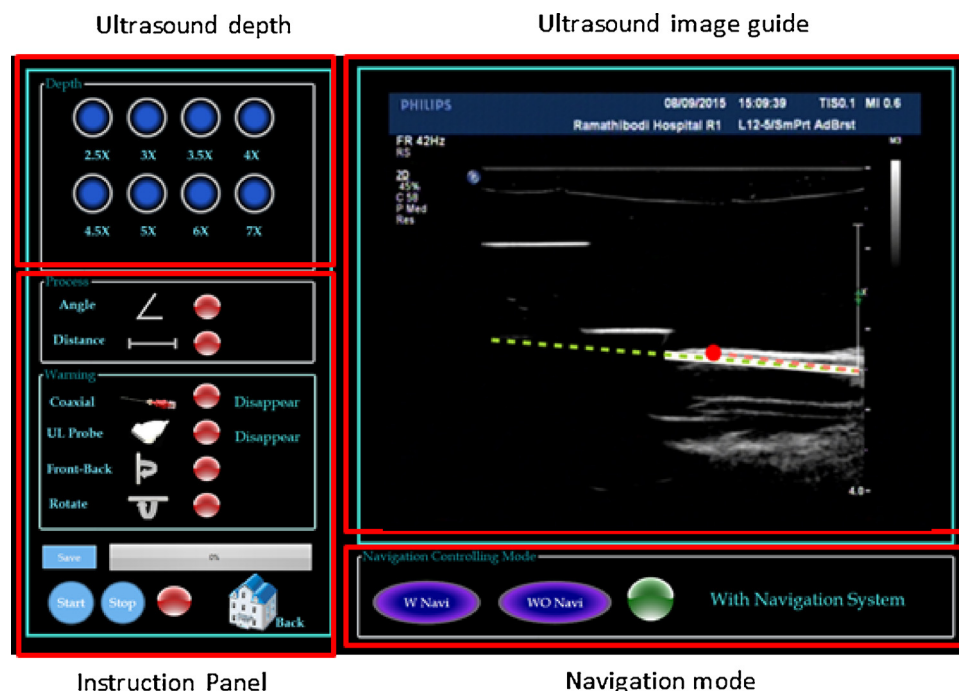 Ultrasound depth
Ultrasound image guide
Depth
2.5X 3X 3.5X 4X
4.5X 5X 6X 7X
Process
Angle
Distance
Warning
Coaxial Disappear
UL Probe Disappear
Front-Back
Rotate
Save 0%
Start Stop Back
PHILIPS 08/09/2015 15:09:39 TIS0.1 MI 0.6
Ramathibodi Hospital R1 L12-5/SmPrt AdBrst
FR 42Hz M3
RS
2D
45%
C 58
P Med
Res
x
4.0
Navigation Controlling Mode
W Navi WO Navi With Navigation System
Instruction Panel
Navigation mode